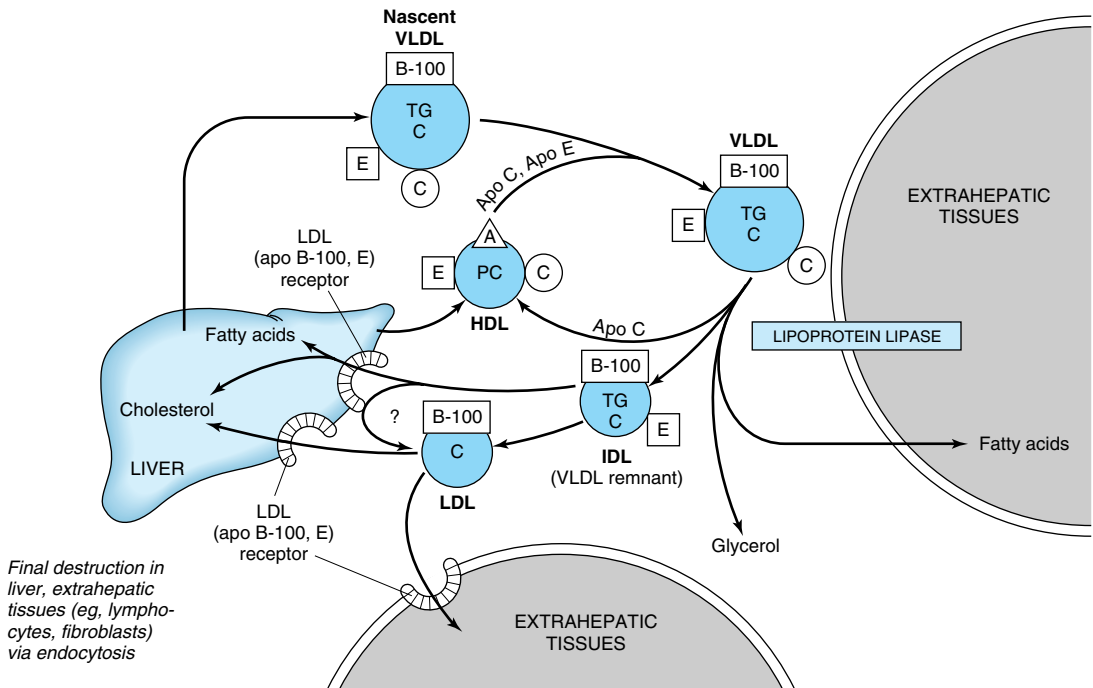 Nascent
VLDL
B-100
TG
C
E
C
Apo C, Apo E
VLDL
B-100
TG
C
E
C
EXTRAHEPATIC
TISSUES
LDL
(apo B-100, E)
receptor
A
E
PC
C
HDL
Apo C
LIPOPROTEIN LIPASE
Fatty acids
B-100
TG
C
E
IDL
(VLDL remnant)
Cholesterol
?
B-100
C
LDL
LIVER
Fatty acids
LDL
(apo B-100, E)
receptor
Glycerol
Final destruction in
liver, extrahepatic
tissues (eg, lympho-
cytes, fibroblasts)
via endocytosis
EXTRAHEPATIC
TISSUES